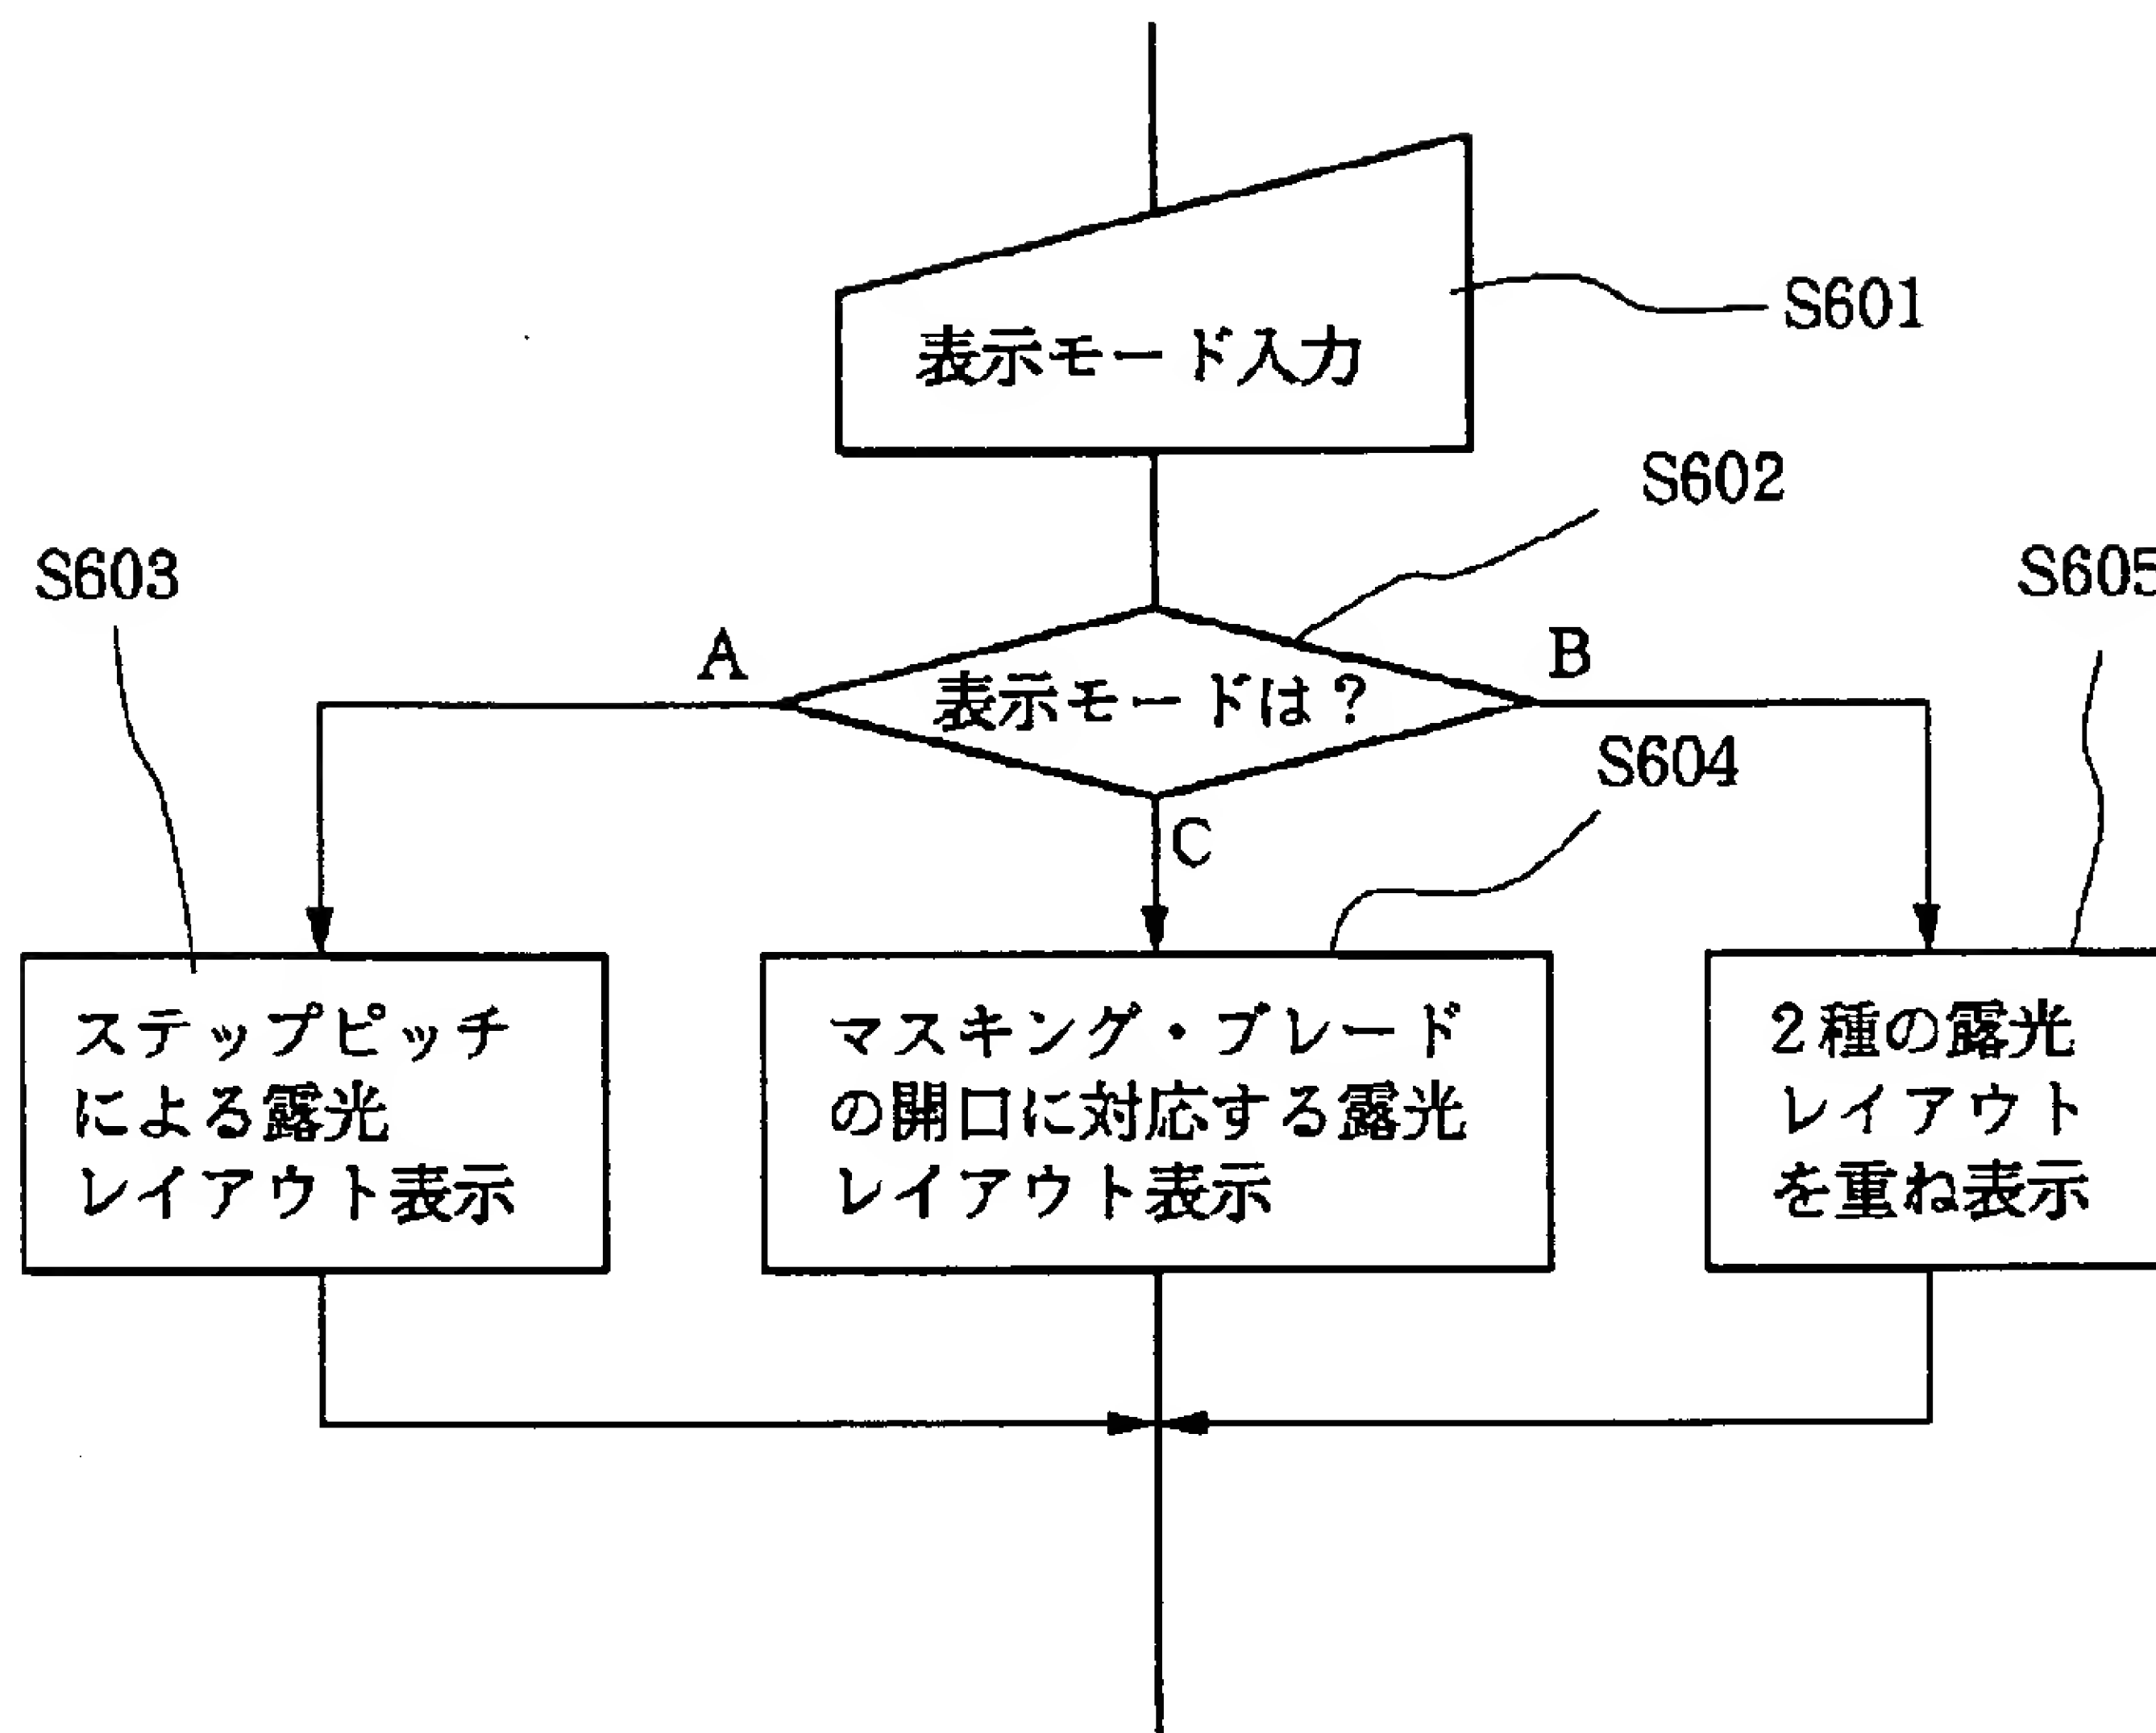 S601
表示モード入力
S602
S603
S605
A
B
表示モードは？
S604
C
ステップピッチ
による露光
レイアウト表示
マスキング・ブレード
の開口に対応する露光
レイアウト表示
2種の露光
レイアウト
を重ね表示